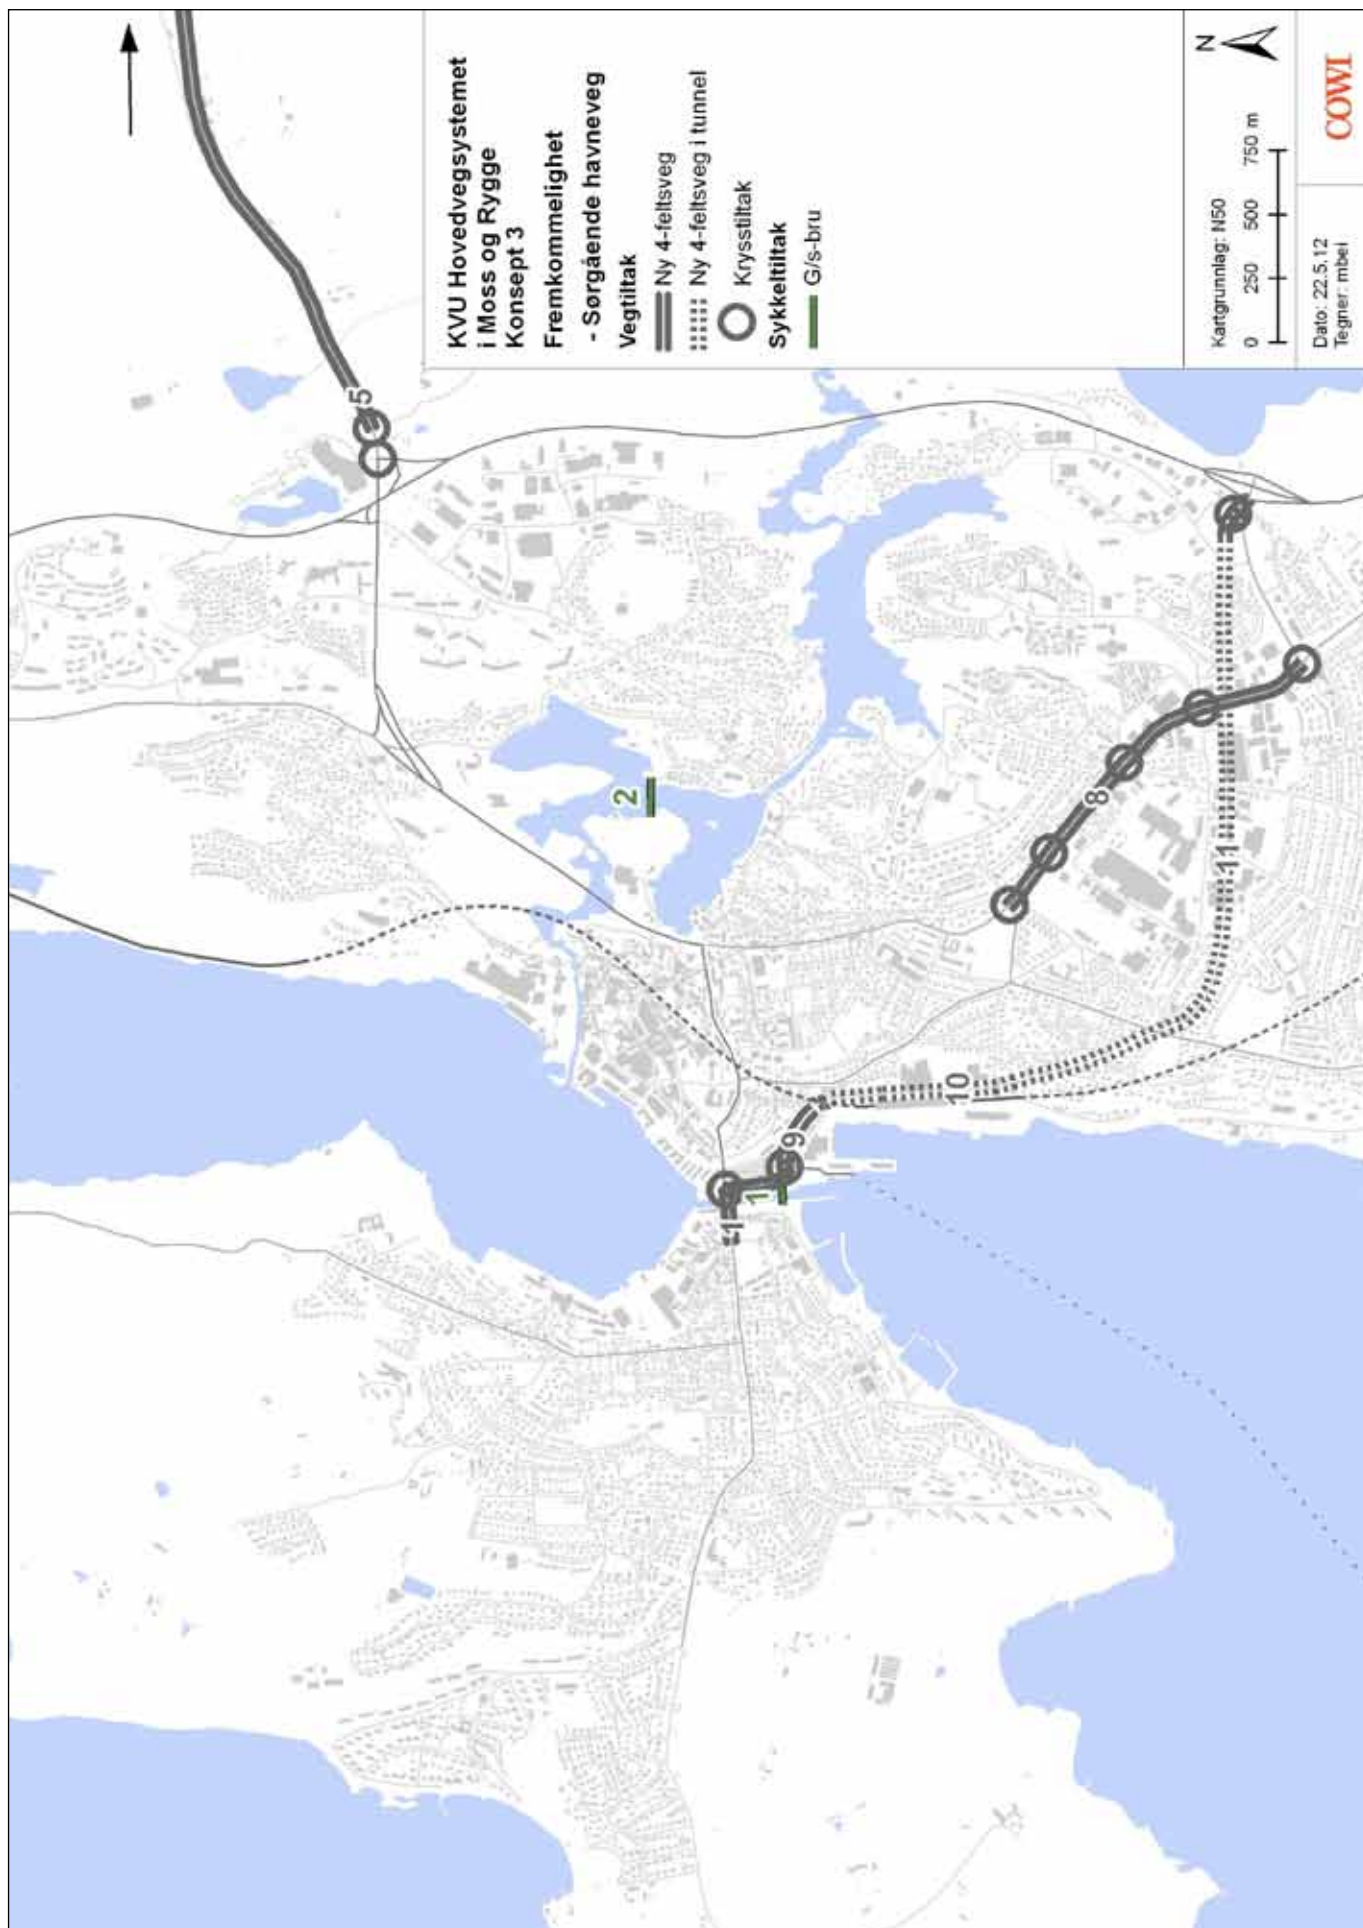 KVU Hovedvegsystemet
i Moss og Rygge
Konsept 3
Fremkommelighet
- Sørgående havneveg
Vegtiltak
Ny 4-feltsveg
Ny 4-feltsveg i tunnel
Krysstiltak
Sykkeltiltak
G/s-bru
Kartgrunnlag: N50
0 250 500 750 m
N
Dato: 22.5.12
Tegner: mbei
COWI
5
2
8
11
10
9
1
1